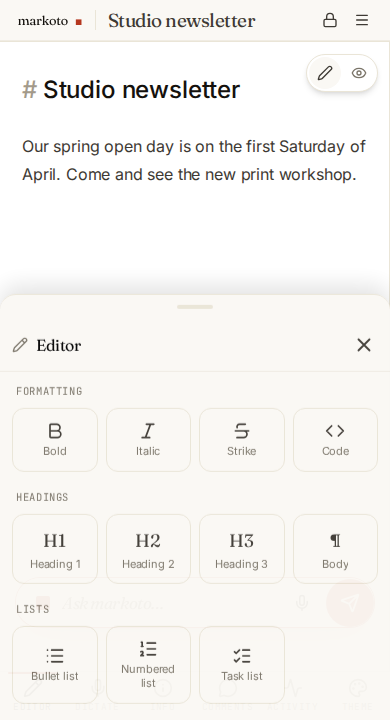 markoto
Studio newsletter
# Studio newsletter
Our spring open day is on the first Saturday of
April. Come and see the new print workshop.
Editor
FORMATTING
Bold
Italic
Strike
Code
HEADINGS
H1
H2
H3
¶
Heading 1
Heading 2
Heading 3
Body
LISTS
Ask markoto...
Bullet list
Numbered
list
Task list